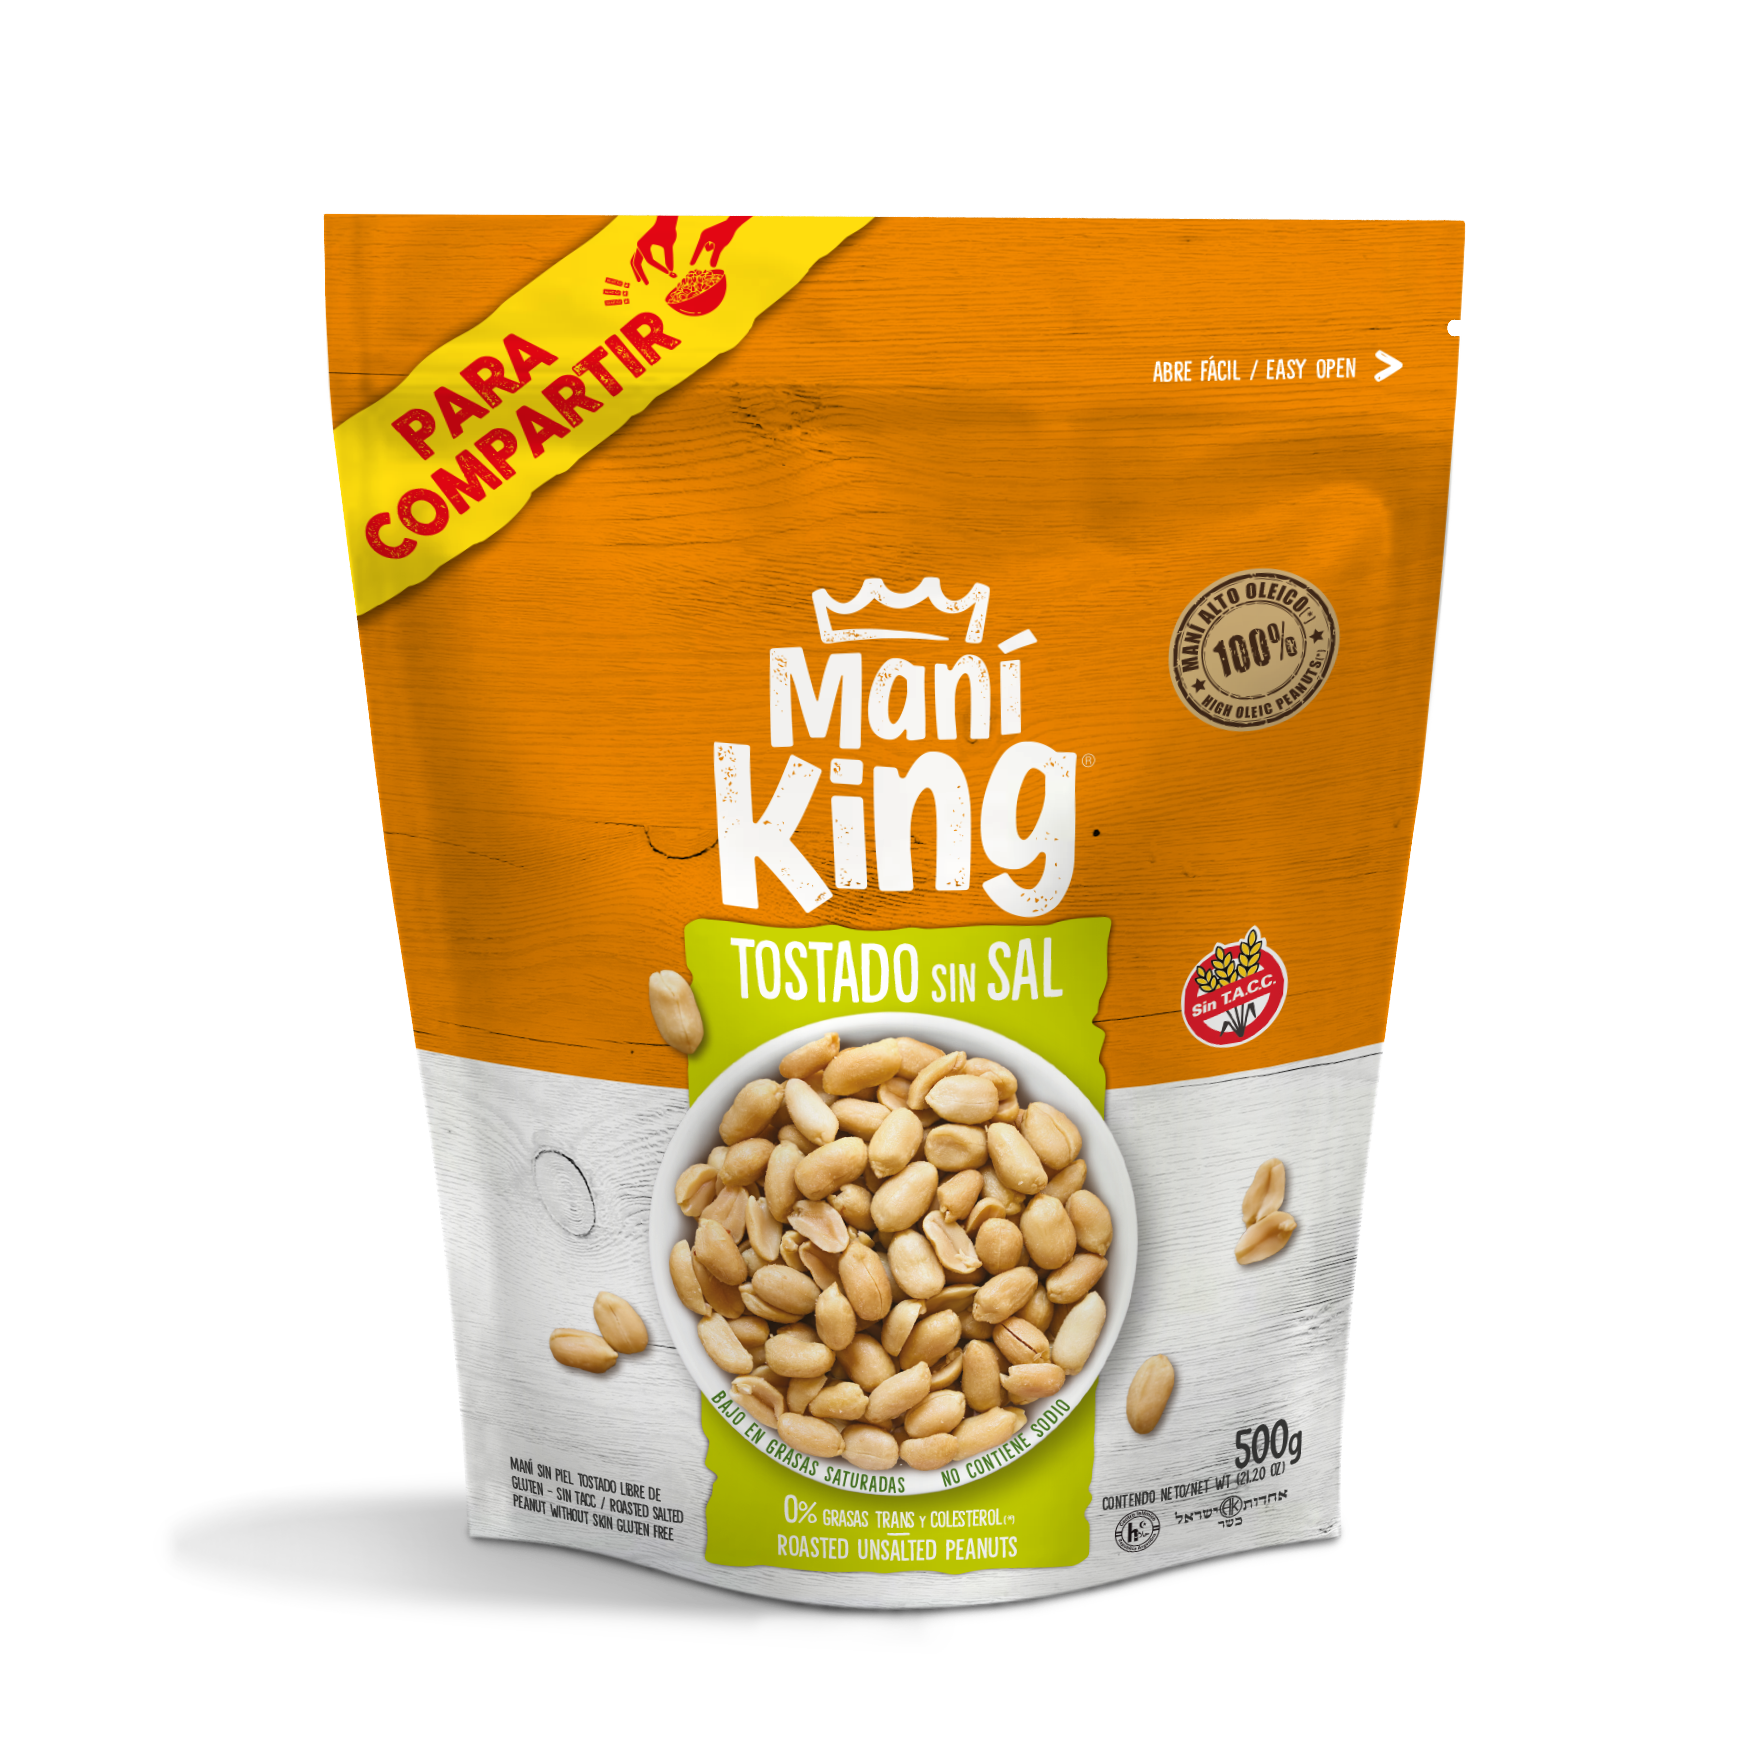 PARA
COMPARTIR
ABRE FÁCIL / EASY OPEN >
MANÍ ALTO OLEICO(*)
100%
HIGH OLEIC PEANUTS(*)
Maní
King®
TOSTADO SIN SAL
Sin T.A.C.C.
BAJO EN GRASAS SATURADAS NO CONTIENE SODIO
0% GRASAS TRANS Y COLESTEROL(*)
ROASTED UNSALTED PEANUTS
MANÍ SIN PIEL TOSTADO LIBRE DE
GLUTEN - SIN TACC / ROASTED SALTED
PEANUT WITHOUT SKIN GLUTEN FREE
500g
CONTENIDO NETO/NET WT (21.20 OZ)
אחדות ישראל
כשר